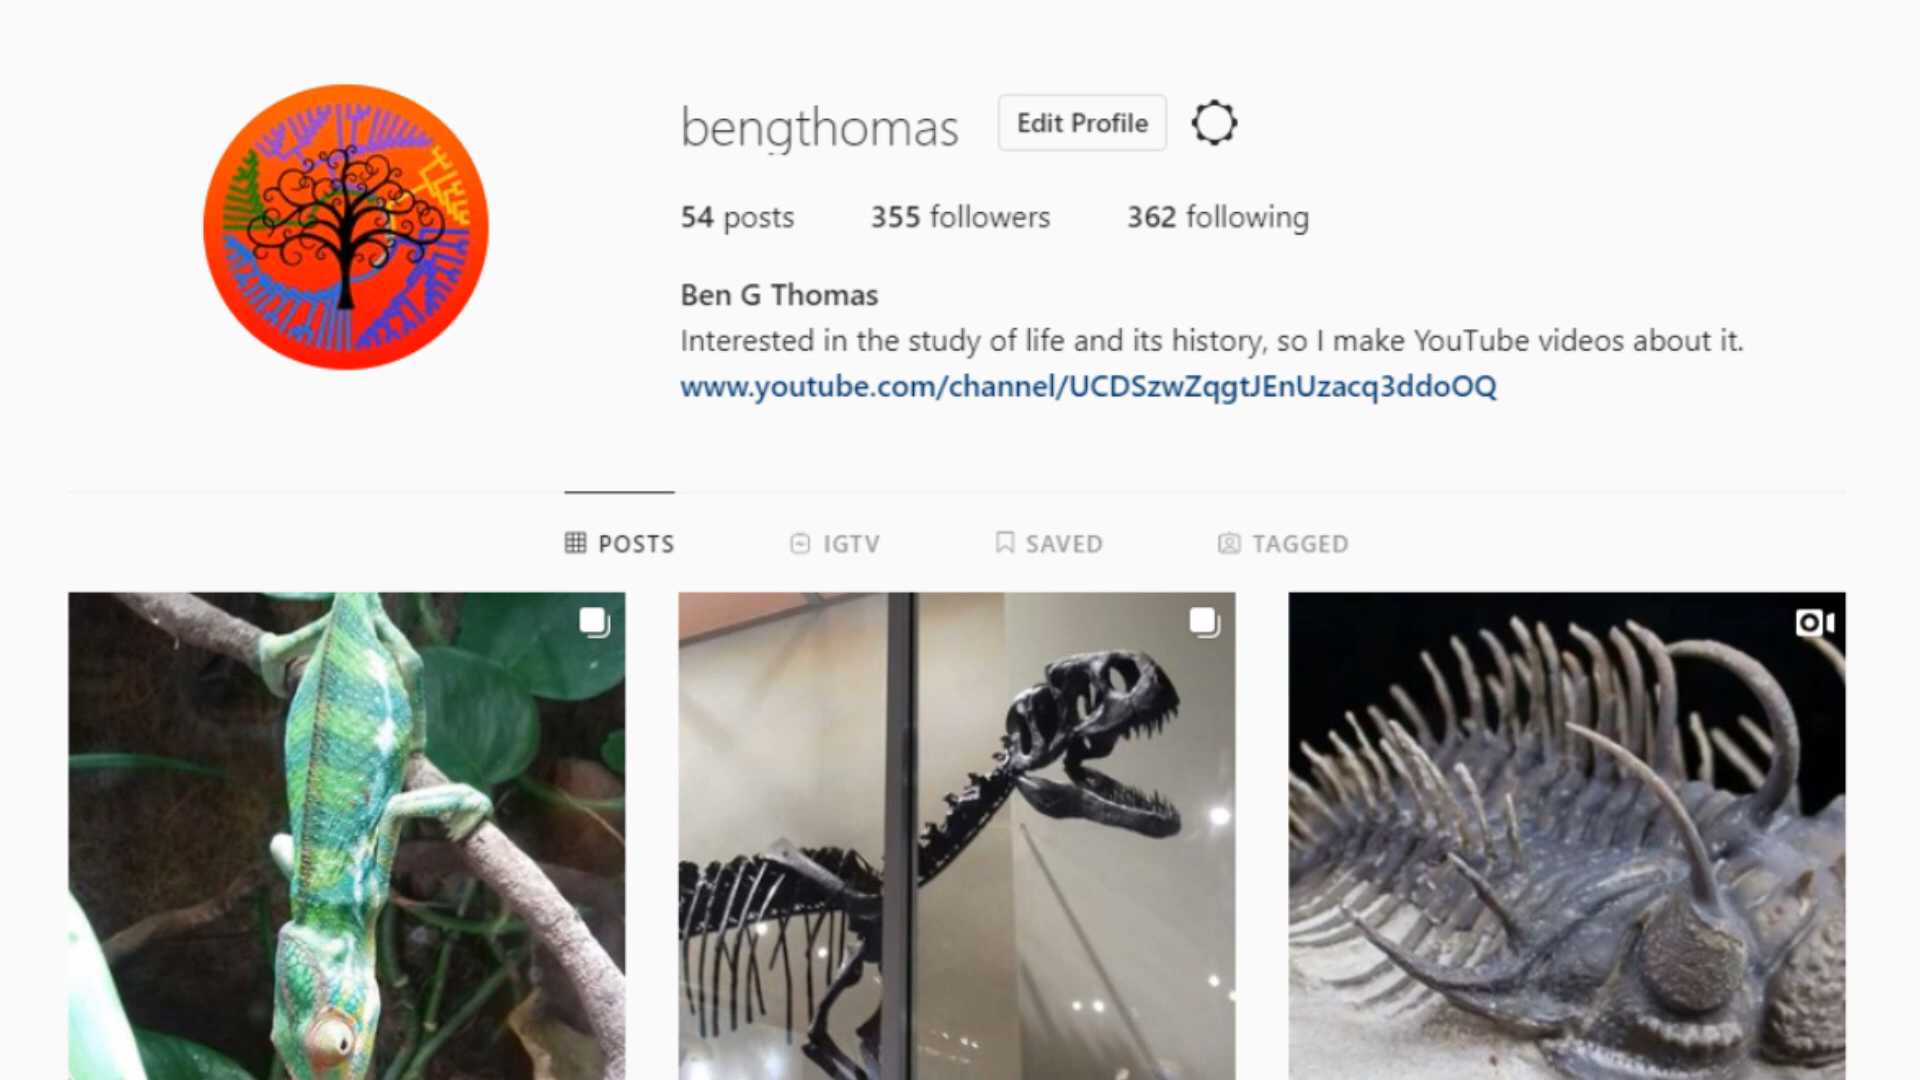 bengthomas Edit Profile
54 posts 355 followers 362 following
Ben G Thomas
Interested in the study of life and its history, so I make YouTube videos about it.
www.youtube.com/channel/UCDSzwZqgtJEnUzacq3ddoOQ
POSTS IGTV SAVED TAGGED